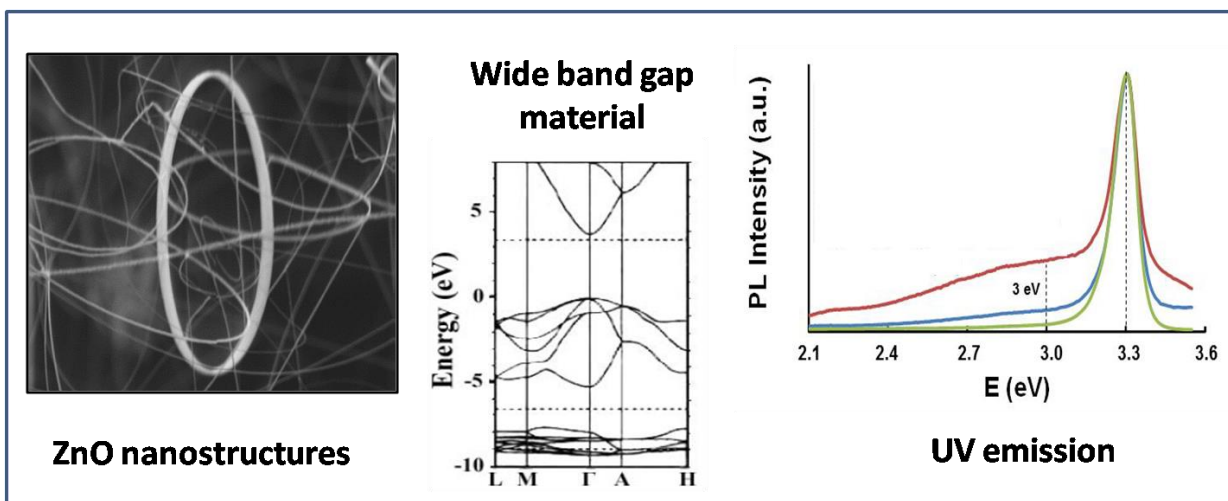 ZnO nanostructures
Wide band gap
material
Energy (eV)
5
0
-5
-10
L M Γ A H
PL Intensity (a.u.)
3 eV
2.1 2.4 2.7 3.0 3.3 3.6
E (eV)
UV emission